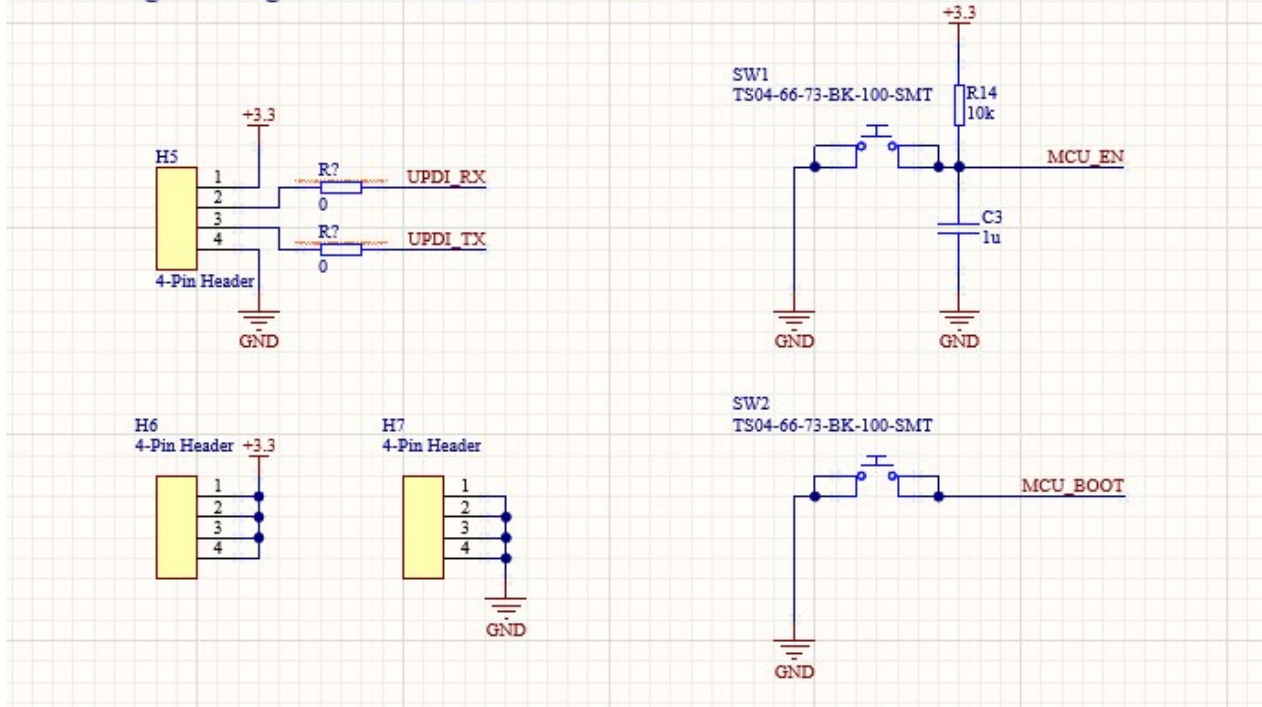 +3.3
H5
1
2
3
4
4-Pin Header
R?
0
UPDI_RX
R?
0
UPDI_TX
GND
SW1
TS04-66-73-BK-100-SMT
+3.3
R14
10k
MCU_EN
C3
1u
GND
GND
H6
4-Pin Header
+3.3
1
2
3
4
H7
4-Pin Header
1
2
3
4
GND
SW2
TS04-66-73-BK-100-SMT
MCU_BOOT
GND